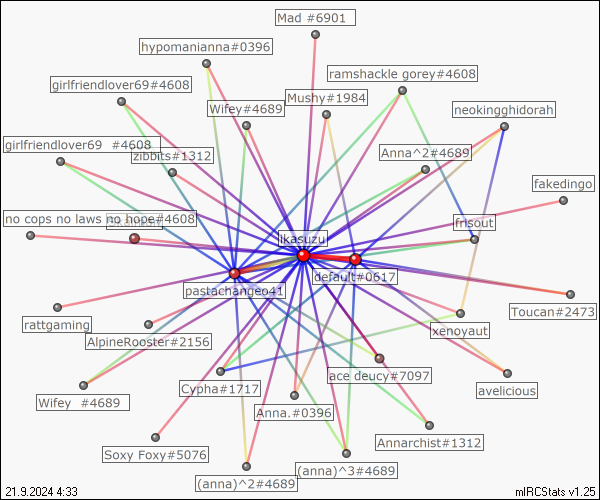 Mad #6901
hypomanianna#0396
ramshackle gorey#4608
girlfriendlover69#4608
Wifey#4689
Mushy#1984
neokingghidorah
girlfriendlover69 #4608
zibbits#1312
Anna^2#4689
fakedingo
no cops no laws no hope#4608
frisout
ikasuzu
default#0617
pastachangeo41
Toucan#2473
rattgaming
xenoyaut
AlpineRooster#2156
ace deucy#7097
Cypha#1717
avelicious
Wifey #4689
Anna.#0396
Annarchist#1312
Soxy Foxy#5076
(anna)^3#4689
(anna)^2#4689
21.9.2024 4:33
mIRCStats v1.25